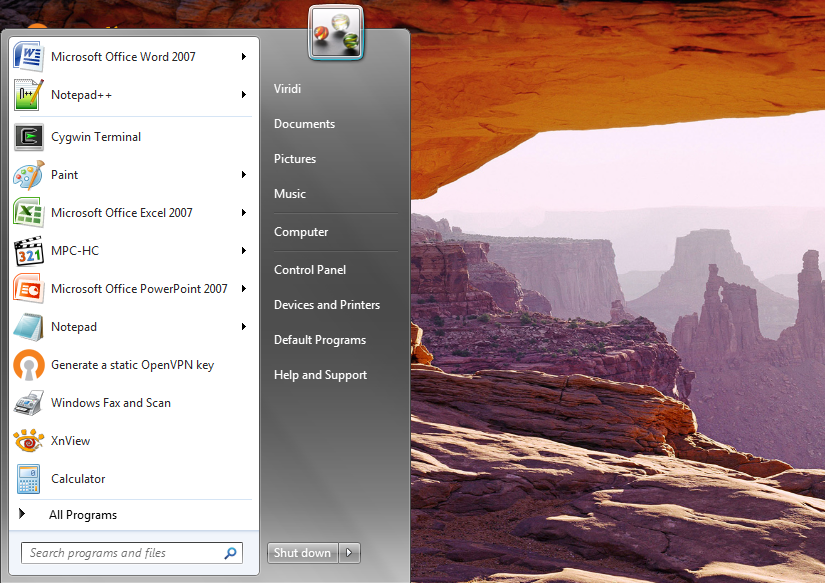 Microsoft Office Word 2007
Notepad++
Cygwin Terminal
Paint
Microsoft Office Excel 2007
MPC-HC
321
Microsoft Office PowerPoint 2007
Notepad
Generate a static OpenVPN key
Windows Fax and Scan
XnView
Calculator
All Programs
Search programs and files
Viridi
Documents
Pictures
Music
Computer
Control Panel
Devices and Printers
Default Programs
Help and Support
Shut down